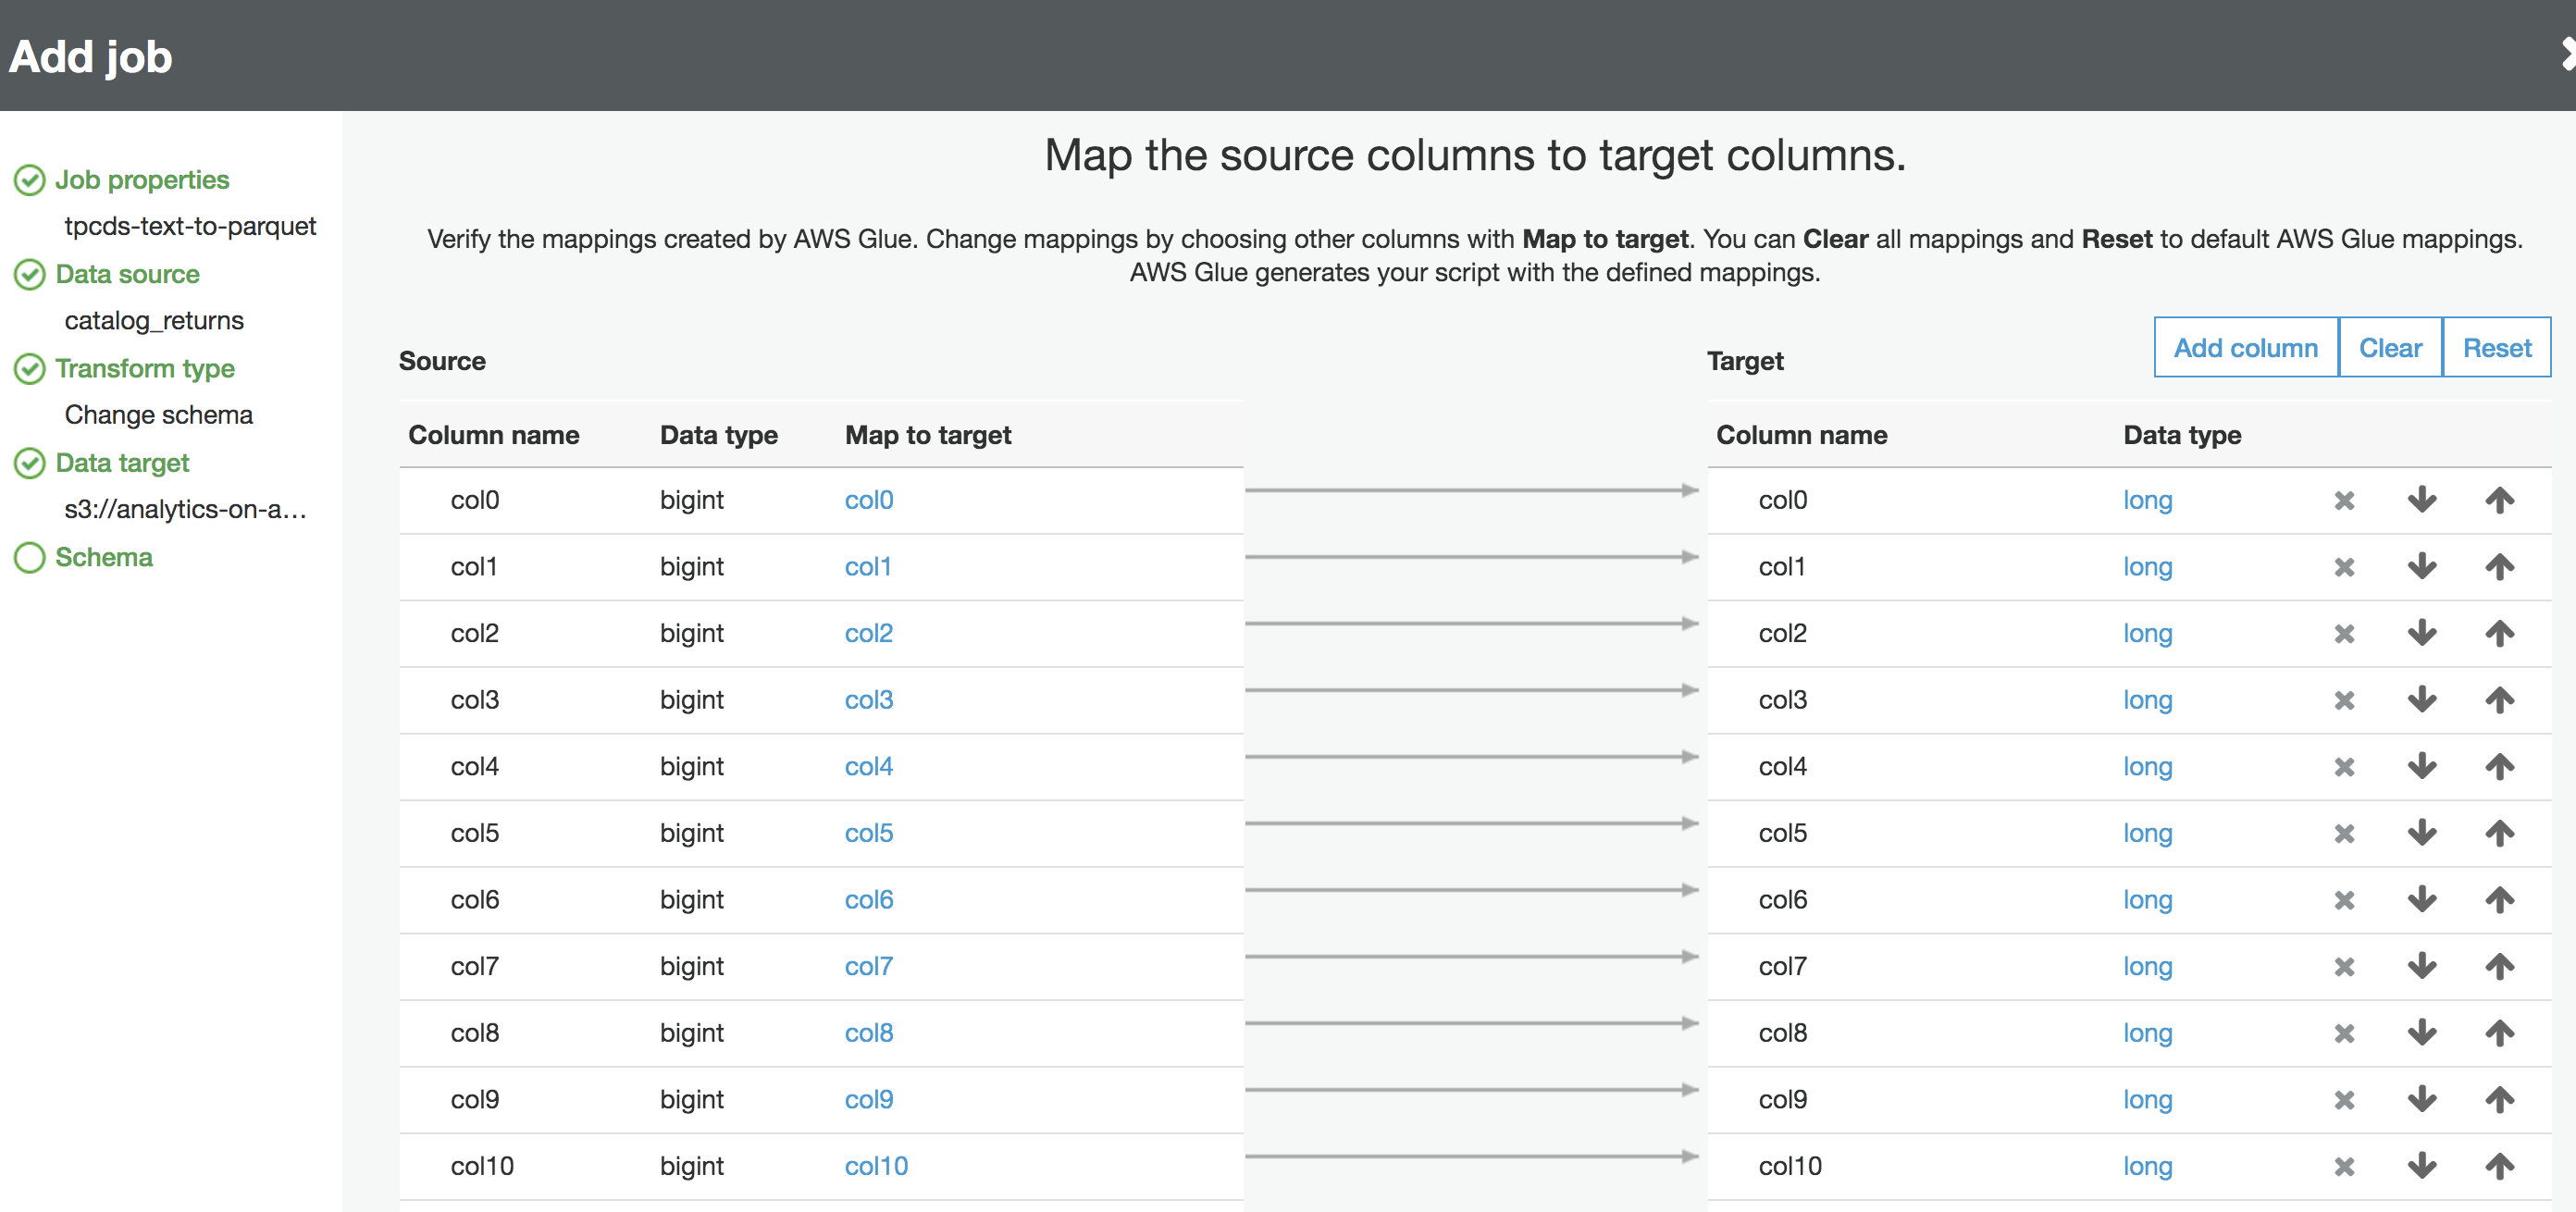 Add job
Job properties
tpcds-text-to-parquet
Data source
catalog_returns
Transform type
Change schema
Data target
s3://analytics-on-a...
Schema
Map the source columns to target columns.
Verify the mappings created by AWS Glue. Change mappings by choosing other columns with Map to target. You can Clear all mappings and Reset to default AWS Glue mappings.
AWS Glue generates your script with the defined mappings.
Source Target Add column Clear Reset
Column name Data type Map to target Column name Data type
col0 bigint col0 col0 long
col1 bigint col1 col1 long
col2 bigint col2 col2 long
col3 bigint col3 col3 long
col4 bigint col4 col4 long
col5 bigint col5 col5 long
col6 bigint col6 col6 long
col7 bigint col7 col7 long
col8 bigint col8 col8 long
col9 bigint col9 col9 long
col10 bigint col10 col10 long